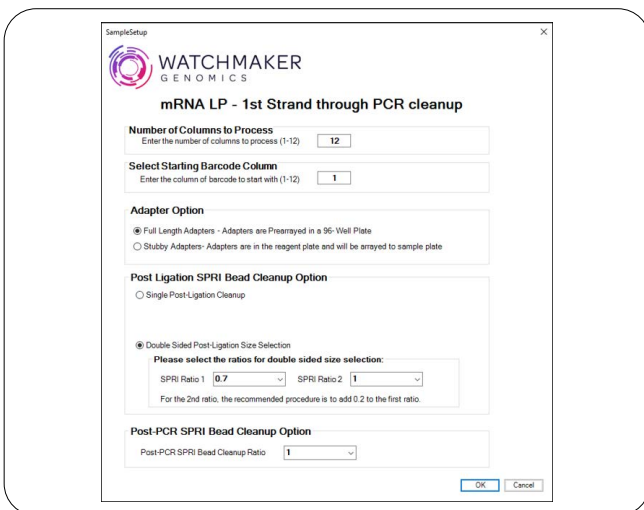 SampleSetup
WATCHMAKER
GENOMICS
mRNA LP - 1st Strand through PCR cleanup
Number of Columns to Process
Enter the number of columns to process (1-12) 12
Select Starting Barcode Column
Enter the column of barcode to start with (1-12) 1
Adapter Option
Full Length Adapters - Adapters are Prearrayed in a 96- Well Plate
Stubby Adapters- Adapters are in the reagent plate and will be arrayed to sample plate
Post Ligation SPRI Bead Cleanup Option
Single Post-Ligation Cleanup
Double Sided Post-Ligation Size Selection
Please select the ratios for double sided size selection:
SPRI Ratio 1 0.7 SPRI Ratio 2 1
For the 2nd ratio, the recommended procedure is to add 0.2 to the first ratio.
Post-PCR SPRI Bead Cleanup Option
Post-PCR SPRI Bead Cleanup Ratio 1
OK Cancel